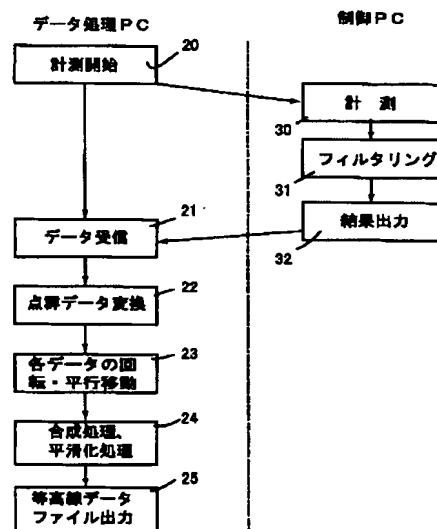 データ処理PC
制御PC
20
計測開始
計 測
30
フィルタリング
31
21
データ受信
結果出力
32
22
点群データ変換
23
各データの回
転・平行移動
24
合成処理、
平滑化処理
25
等高線データ
ファイル出力